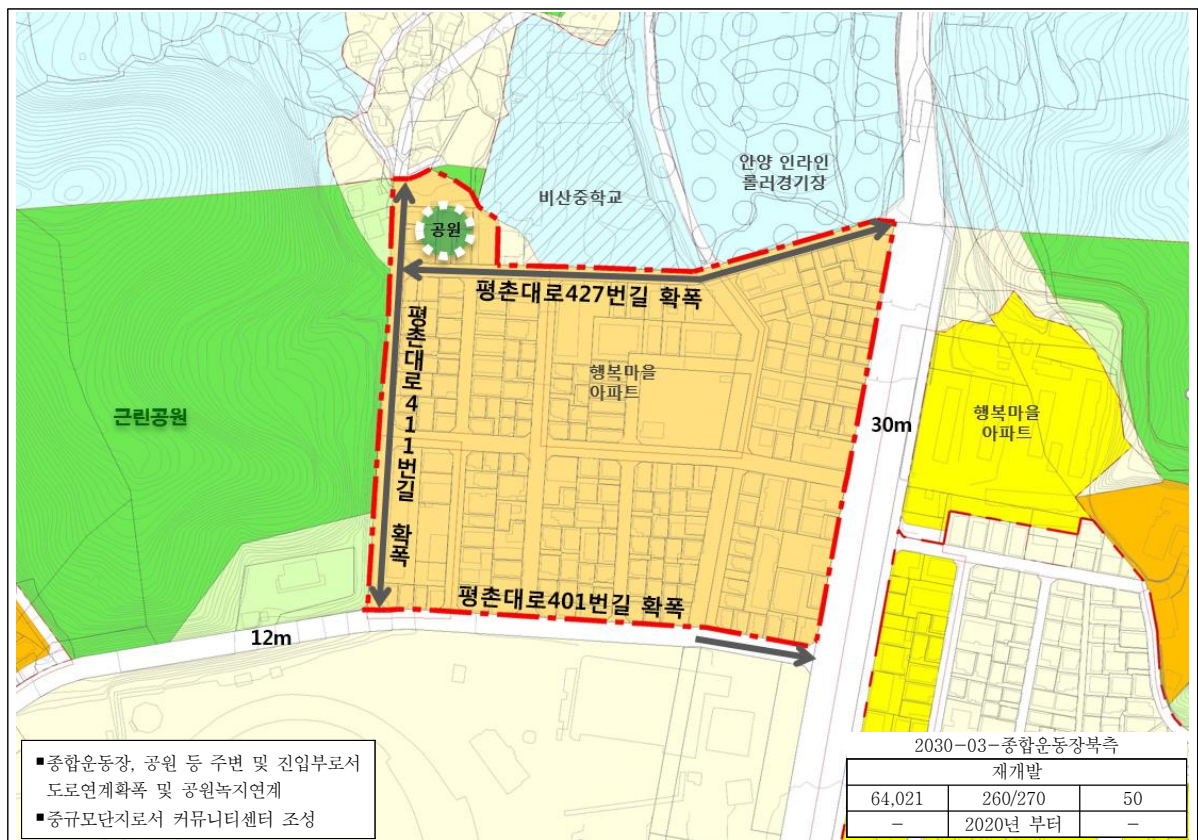 안양 인라인
롤러경기장
비산중학교
공원
평촌대로427번길 확폭
평촌대로411번길 확폭
행복마을
아파트
근린공원
30m
행복마을
아파트
평촌대로401번길 확폭
12m
▪종합운동장, 공원 등 주변 및 진입부로서
도로연계확폭 및 공원녹지연계
▪중규모단지로서 커뮤니티센터 조성
2030-03-종합운동장북측
재개발
64,021 260/270 50
- 2020년 부터 -